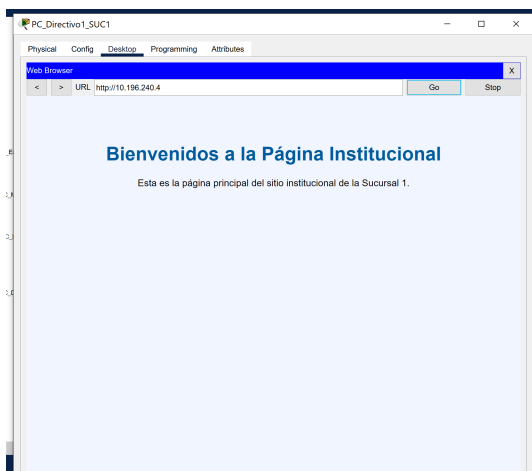 PC_Directivo1_SUC1
Physical Config Desktop Programming Attributes
Web Browser X
< > URL http://10.196.240.4 Go Stop
Bienvenidos a la Página Institucional
Esta es la página principal del sitio institucional de la Sucursal 1.